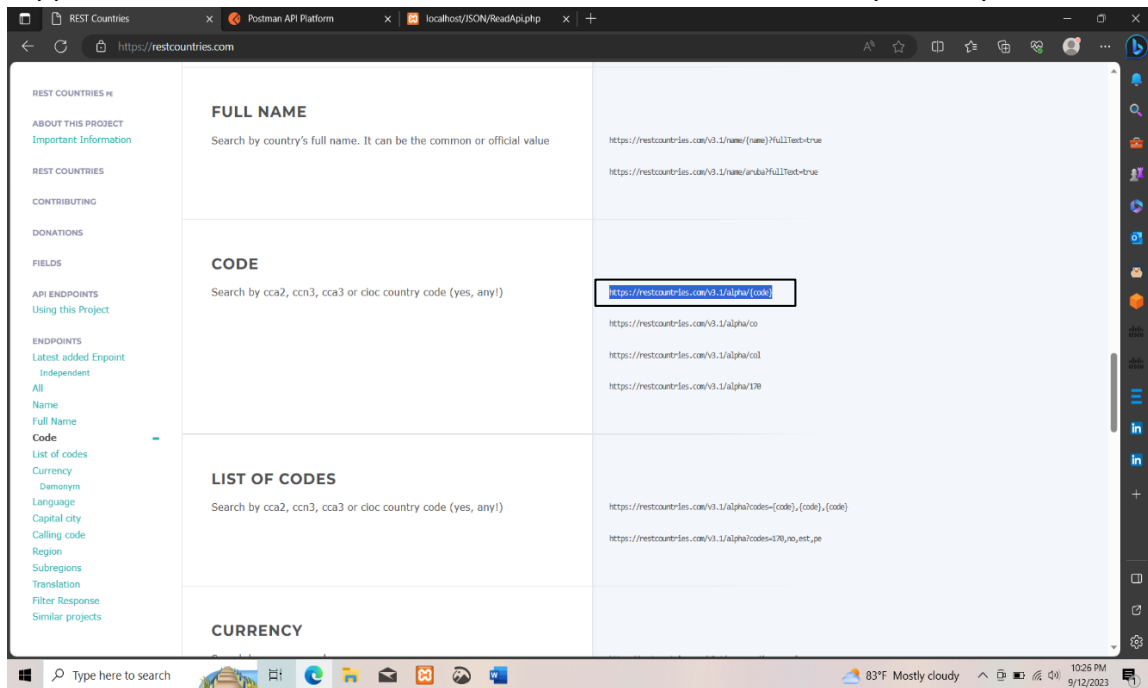 REST Countries
Postman API Platform
localhost/JSON/ReadApi.php
https://restcountries.com
REST COUNTRIES
ABOUT THIS PROJECT
Important Information
REST COUNTRIES
CONTRIBUTING
DONATIONS
FIELDS
API ENDPOINTS
Using this Project
ENDPOINTS
Latest added Enpoint
Independent
All
Name
Full Name
Code
List of codes
Currency
Demonym
Language
Capital city
Calling code
Region
Subregions
Translation
Filter Response
Similar projects
FULL NAME
Search by country's full name. It can be the common or official value
https://restcountries.com/v3.1/name/{name}?fullText=true
https://restcountries.com/v3.1/name/aruba?fullText=true
CODE
Search by cca2, ccn3, cca3 or cioc country code (yes, any!)
https://restcountries.com/v3.1/alpha/{code}
https://restcountries.com/v3.1/alpha/co
https://restcountries.com/v3.1/alpha/col
https://restcountries.com/v3.1/alpha/170
LIST OF CODES
Search by cca2, ccn3, cca3 or cioc country code (yes, any!)
https://restcountries.com/v3.1/alpha?codes={code},{code},{code}
https://restcountries.com/v3.1/alpha?codes=170,no,est,pe
CURRENCY
Type here to search
83°F Mostly cloudy
10:26 PM
9/12/2023